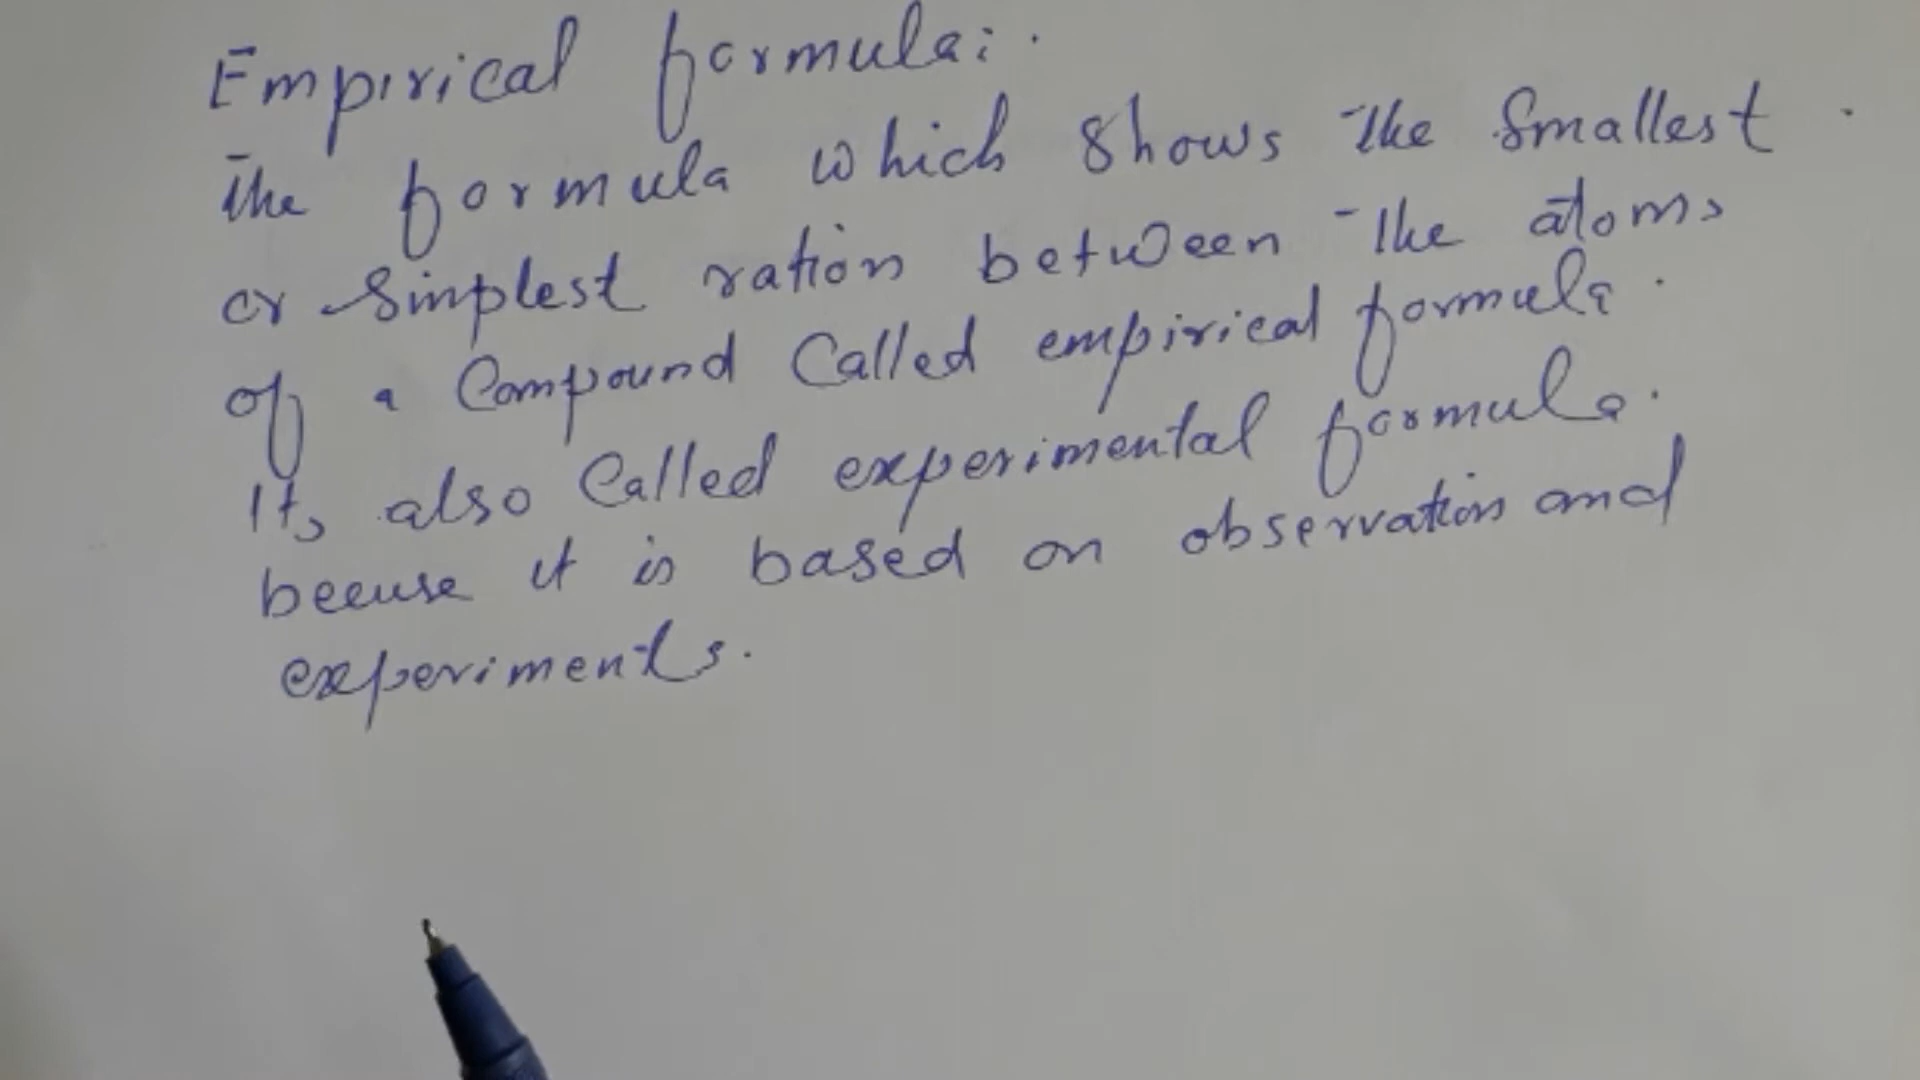 Empirical formula:.
The formula which shows the smallest
or simplest ration between the atoms
of a Compound Called empirical formula.
Its also Called experimental formula.
beeuse it is based on observation and
experiments.